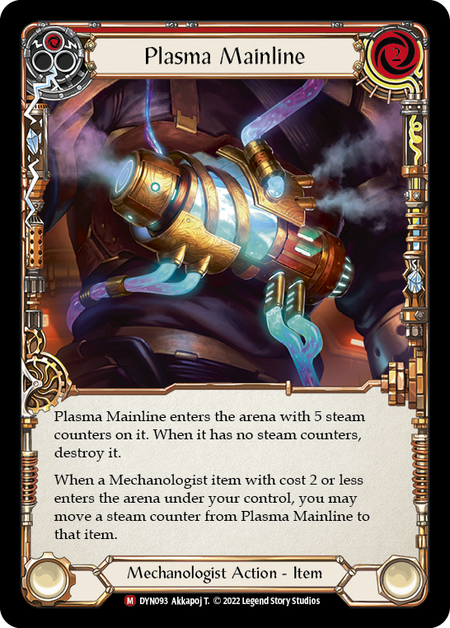 Plasma Mainline
2
Plasma Mainline enters the arena with 5 steam
counters on it. When it has no steam counters,
destroy it.
When a Mechanologist item with cost 2 or less
enters the arena under your control, you may
move a steam counter from Plasma Mainline to
that item.
Mechanologist Action - Item
M DYN093 Akkapoj T. © 2022 Legend Story Studios